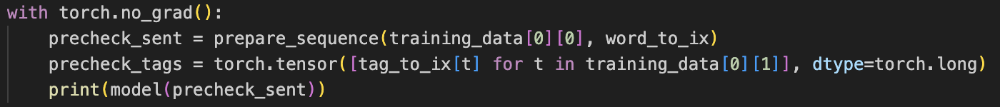 with torch.no_grad():
    precheck_sent = prepare_sequence(training_data[0][0], word_to_ix)
    precheck_tags = torch.tensor([tag_to_ix[t] for t in training_data[0][1]], dtype=torch.long)
    print(model(precheck_sent))